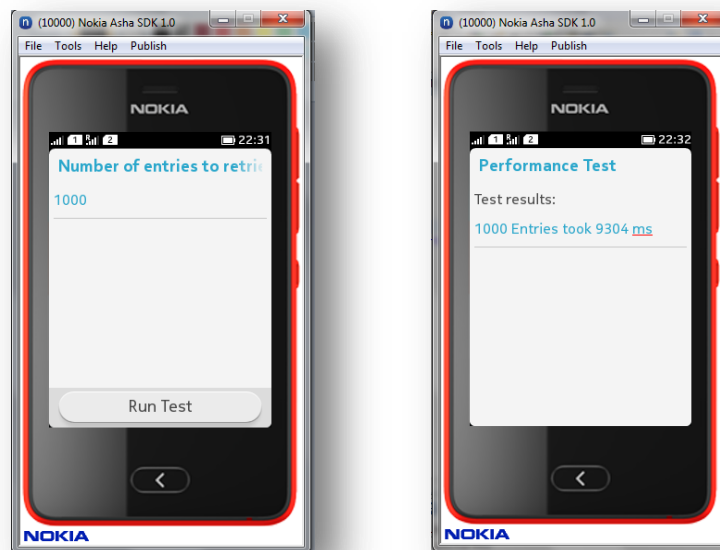 (10000) Nokia Asha SDK 1.0
File Tools Help Publish
NOKIA
1 R 2 22:31
Number of entries to retrie
1000
Run Test
NOKIA
(10000) Nokia Asha SDK 1.0
File Tools Help Publish
NOKIA
1 R 2 22:32
Performance Test
Test results:
1000 Entries took 9304 ms
NOKIA